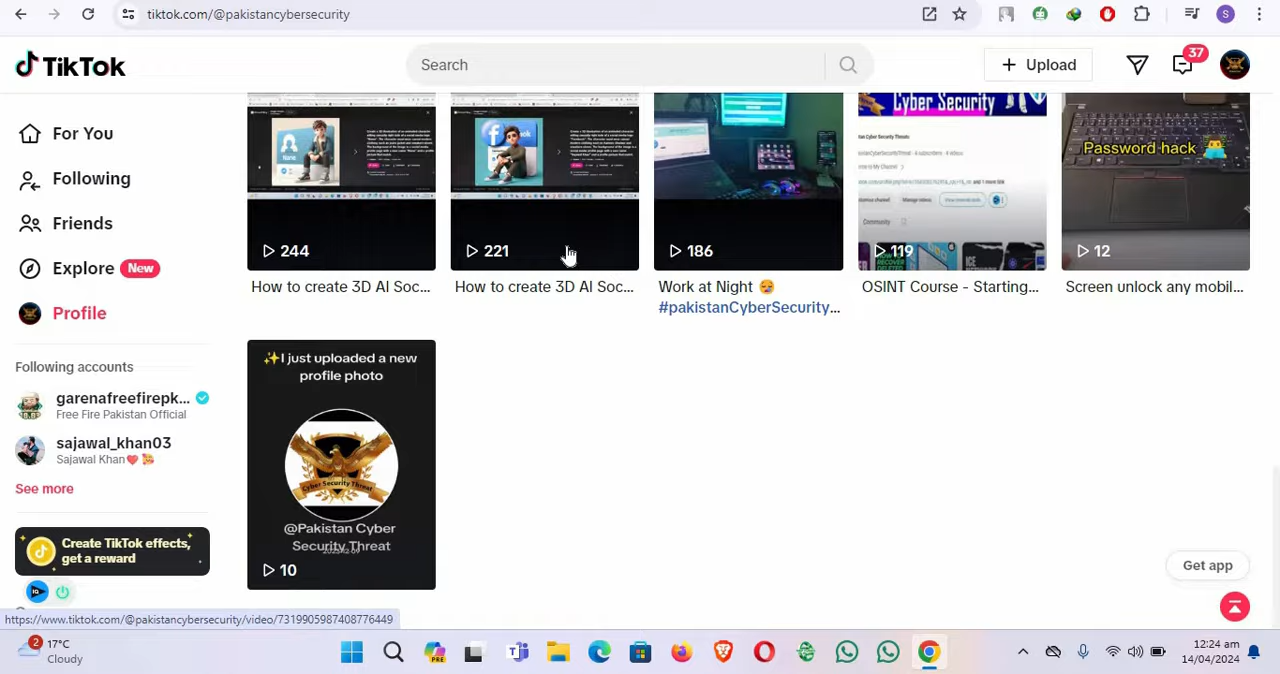 tiktok.com/@pakistancybersecurity
S
TikTok
Search
+ Upload
37
For You
Following
Friends
Explore New
Profile
Following accounts
garenafreefirepk...
Free Fire Pakistan Official
sajawal_khan03
Sajawal Khan❤️🥰
See more
Create TikTok effects,
get a reward
244
How to create 3D AI Soc...
221
How to create 3D AI Soc...
186
Work at Night 😪
#pakistanCyberSecurity...
Cyber Security
119
OSINT Course - Starting...
Password hack 👨‍💻
12
Screen unlock any mobil...
✨I just uploaded a new
profile photo
Cyber Security Threat
@Pakistan Cyber
Security Threat
10
Get app
https://www.tiktok.com/@pakistancybersecurity/video/7319905987408776449
2
17°C
Cloudy
PRE
12:24 am
14/04/2024